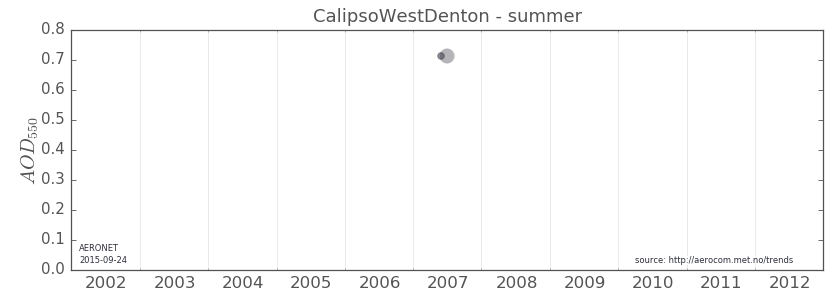 CalipsoWestDenton - summer
0.8
0.7
0.6
0.5
0.4
0.3
0.2
0.1
0.0
AOD550
AERONET
2015-09-24
source: http://aerocom.met.no/trends
2002 2003 2004 2005 2006 2007 2008 2009 2010 2011 2012